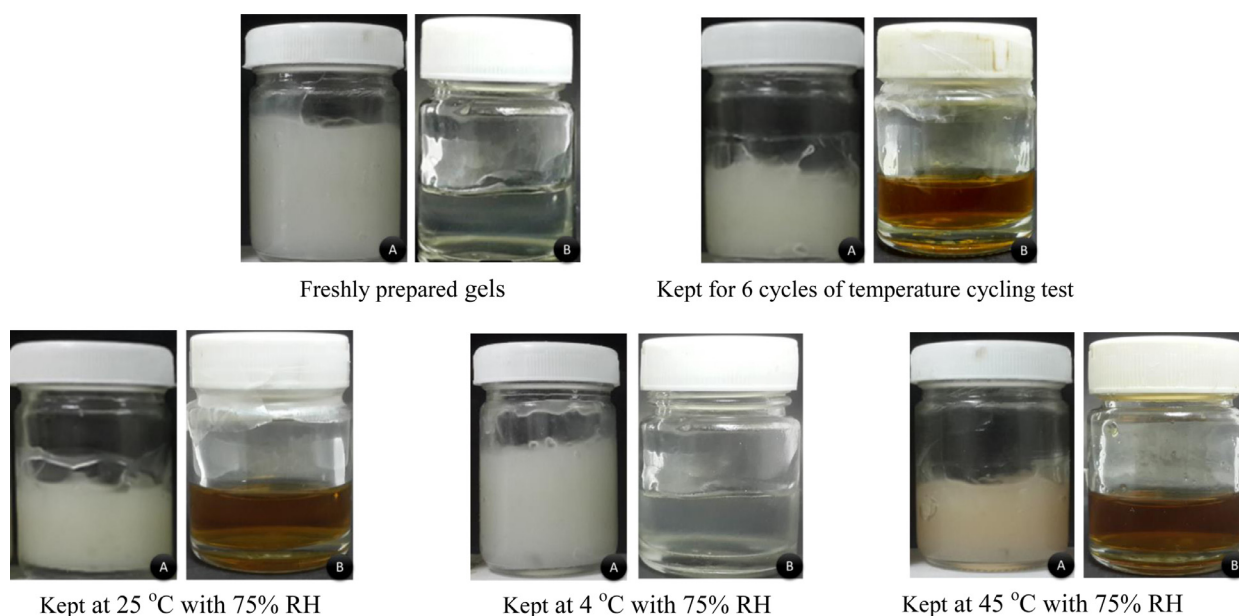 A
B
A
B
Freshly prepared gels
Kept for 6 cycles of temperature cycling test
A
B
A
B
A
B
Kept at 25 °C with 75% RH
Kept at 4 °C with 75% RH
Kept at 45 °C with 75% RH